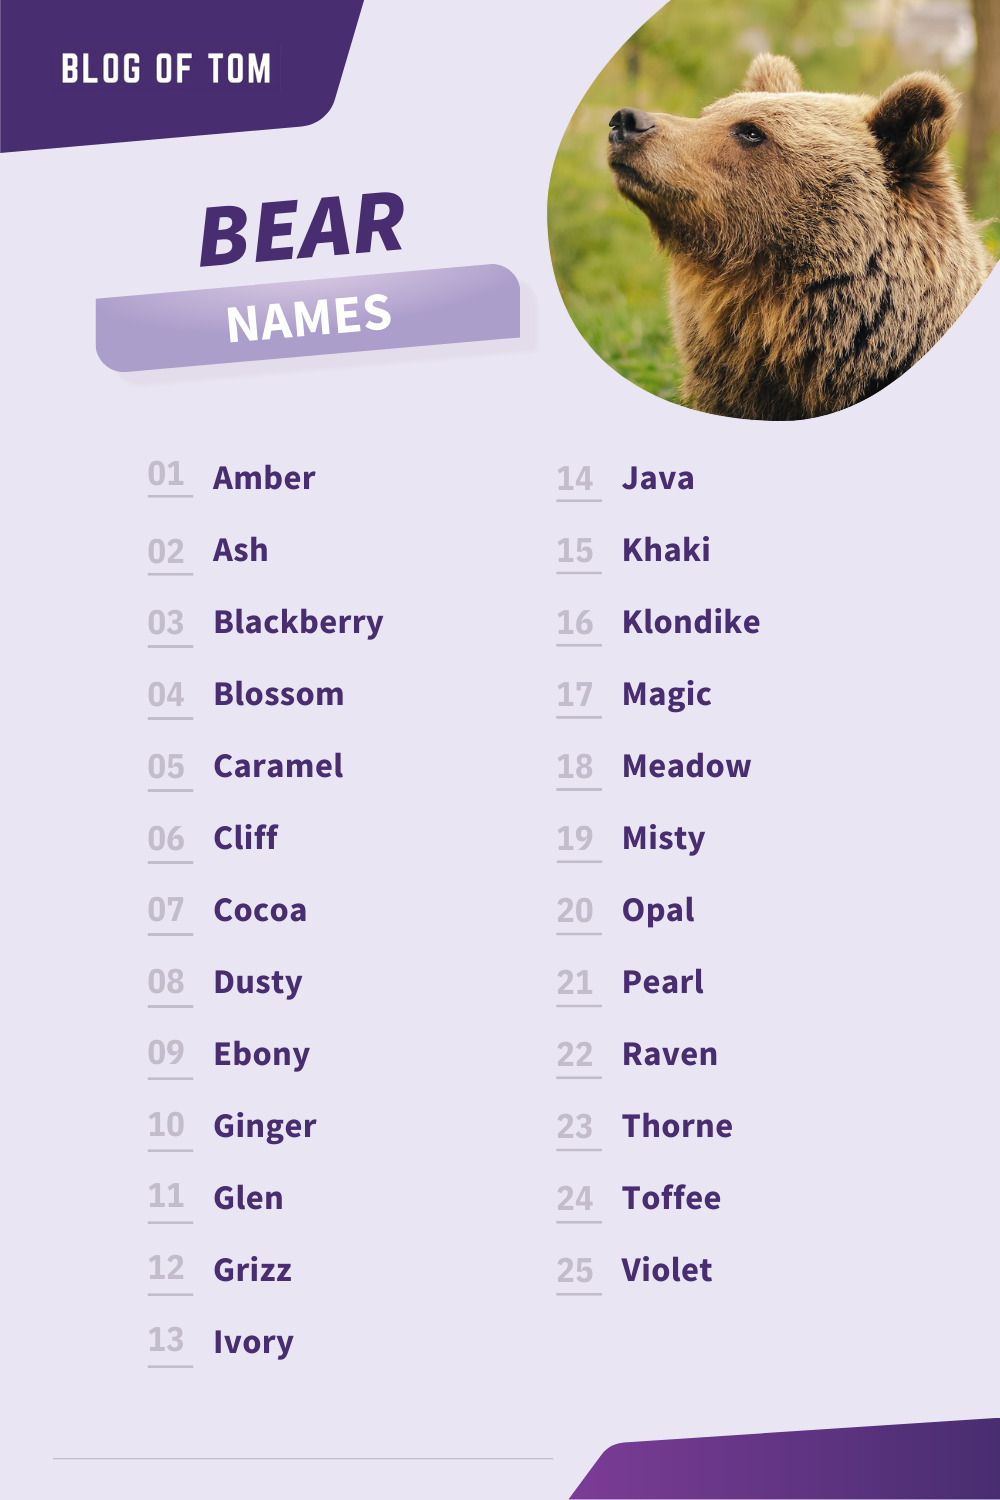 BLOG OF TOM
BEAR
NAMES
01 Amber
02 Ash
03 Blackberry
04 Blossom
05 Caramel
06 Cliff
07 Cocoa
08 Dusty
09 Ebony
10 Ginger
11 Glen
12 Grizz
13 Ivory
14 Java
15 Khaki
16 Klondike
17 Magic
18 Meadow
19 Misty
20 Opal
21 Pearl
22 Raven
23 Thorne
24 Toffee
25 Violet